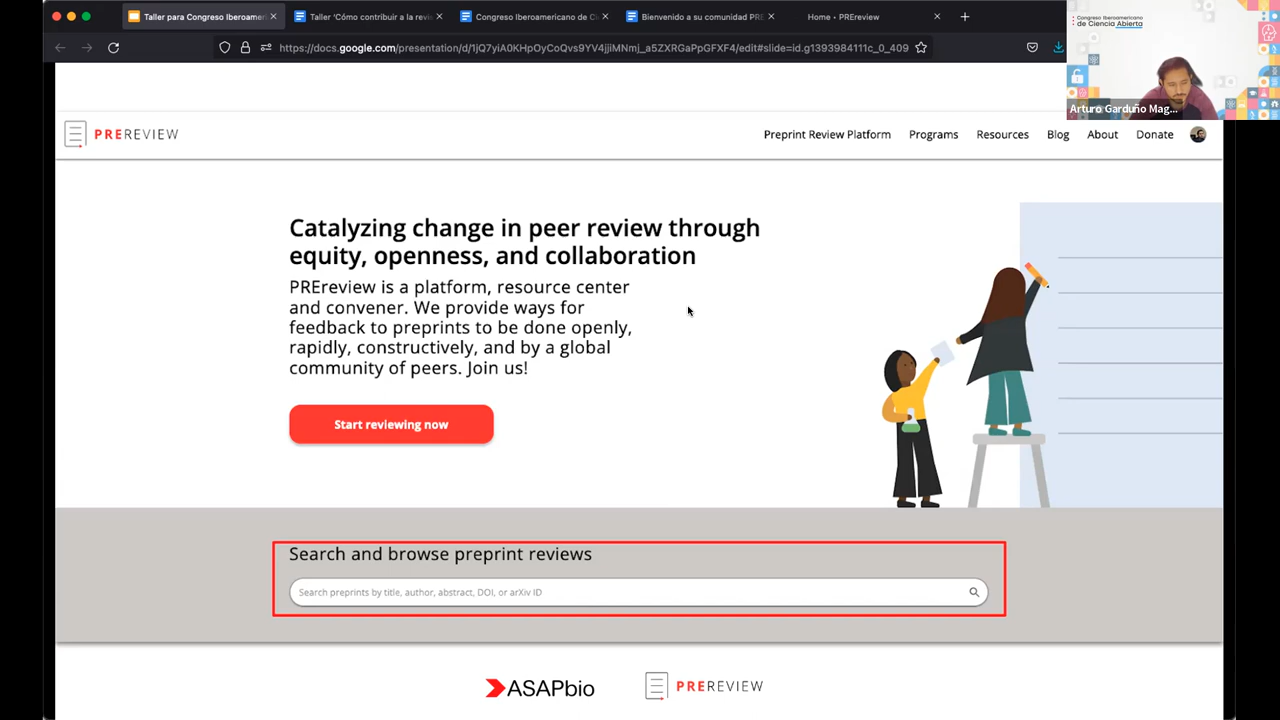 Taller para Congreso Iberoamer
Taller 'Cómo contribuir a la revis
Congreso Iberoamericano de C
Bienvenido a su comunidad PRE
Home • PREreview
https://docs.google.com/presentation/d/1jQ7yiA0KHpOyCoQvs9YV4jjiMNmj_a5ZXRGaPpGFXF4/edit#slide=id.g1393984111c_0_409
Congreso Iberoamericano
de Ciencia Abierta
Arturo Garduño Mag...
PREREVIEW
Preprint Review Platform
Programs
Resources
Blog
About
Donate
Catalyzing change in peer review through
equity, openness, and collaboration
PREreview is a platform, resource center
and convener. We provide ways for
feedback to preprints to be done openly,
rapidly, constructively, and by a global
community of peers. Join us!
Start reviewing now
Search and browse preprint reviews
Search preprints by title, author, abstract, DOI, or arXiv ID
ASAPbio
PREREVIEW